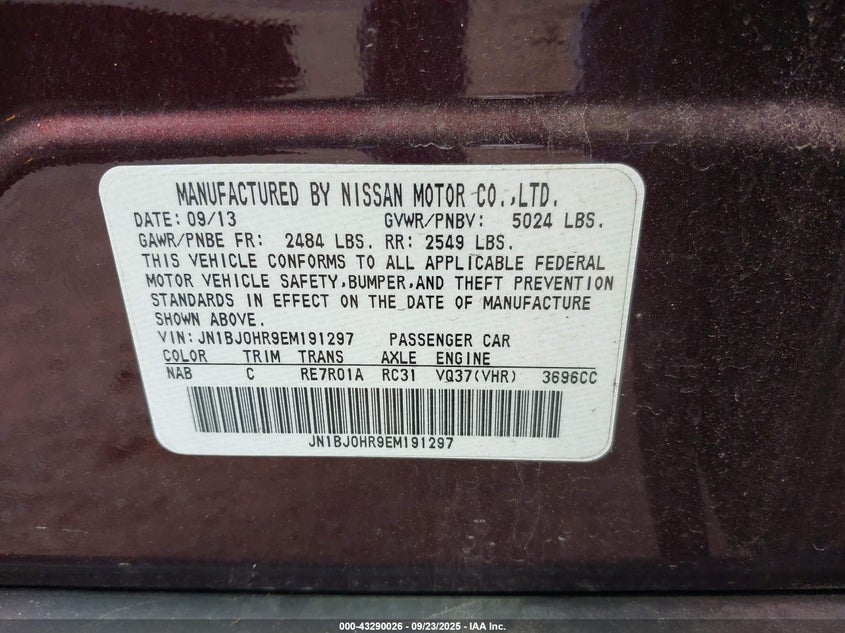 MANUFACTURED BY NISSAN MOTOR CO.,LTD.
DATE: 09/13 GVWR/PNBV: 5024 LBS.
GAWR/PNBE FR: 2484 LBS. RR: 2549 LBS.
THIS VEHICLE CONFORMS TO ALL APPLICABLE FEDERAL
MOTOR VEHICLE SAFETY,BUMPER,AND THEFT PREVENTION
STANDARDS IN EFFECT ON THE DATE OF MANUFACTURE
SHOWN ABOVE.
VIN:JN1BJ0HR9EM191297 PASSENGER CAR
COLOR TRIM TRANS AXLE ENGINE
NAB C RE7R01A RC31 VQ37(VHR) 3696CC
JN1BJ0HR9EM191297
000-43290026 - 09/23/2025 - IAA Inc.